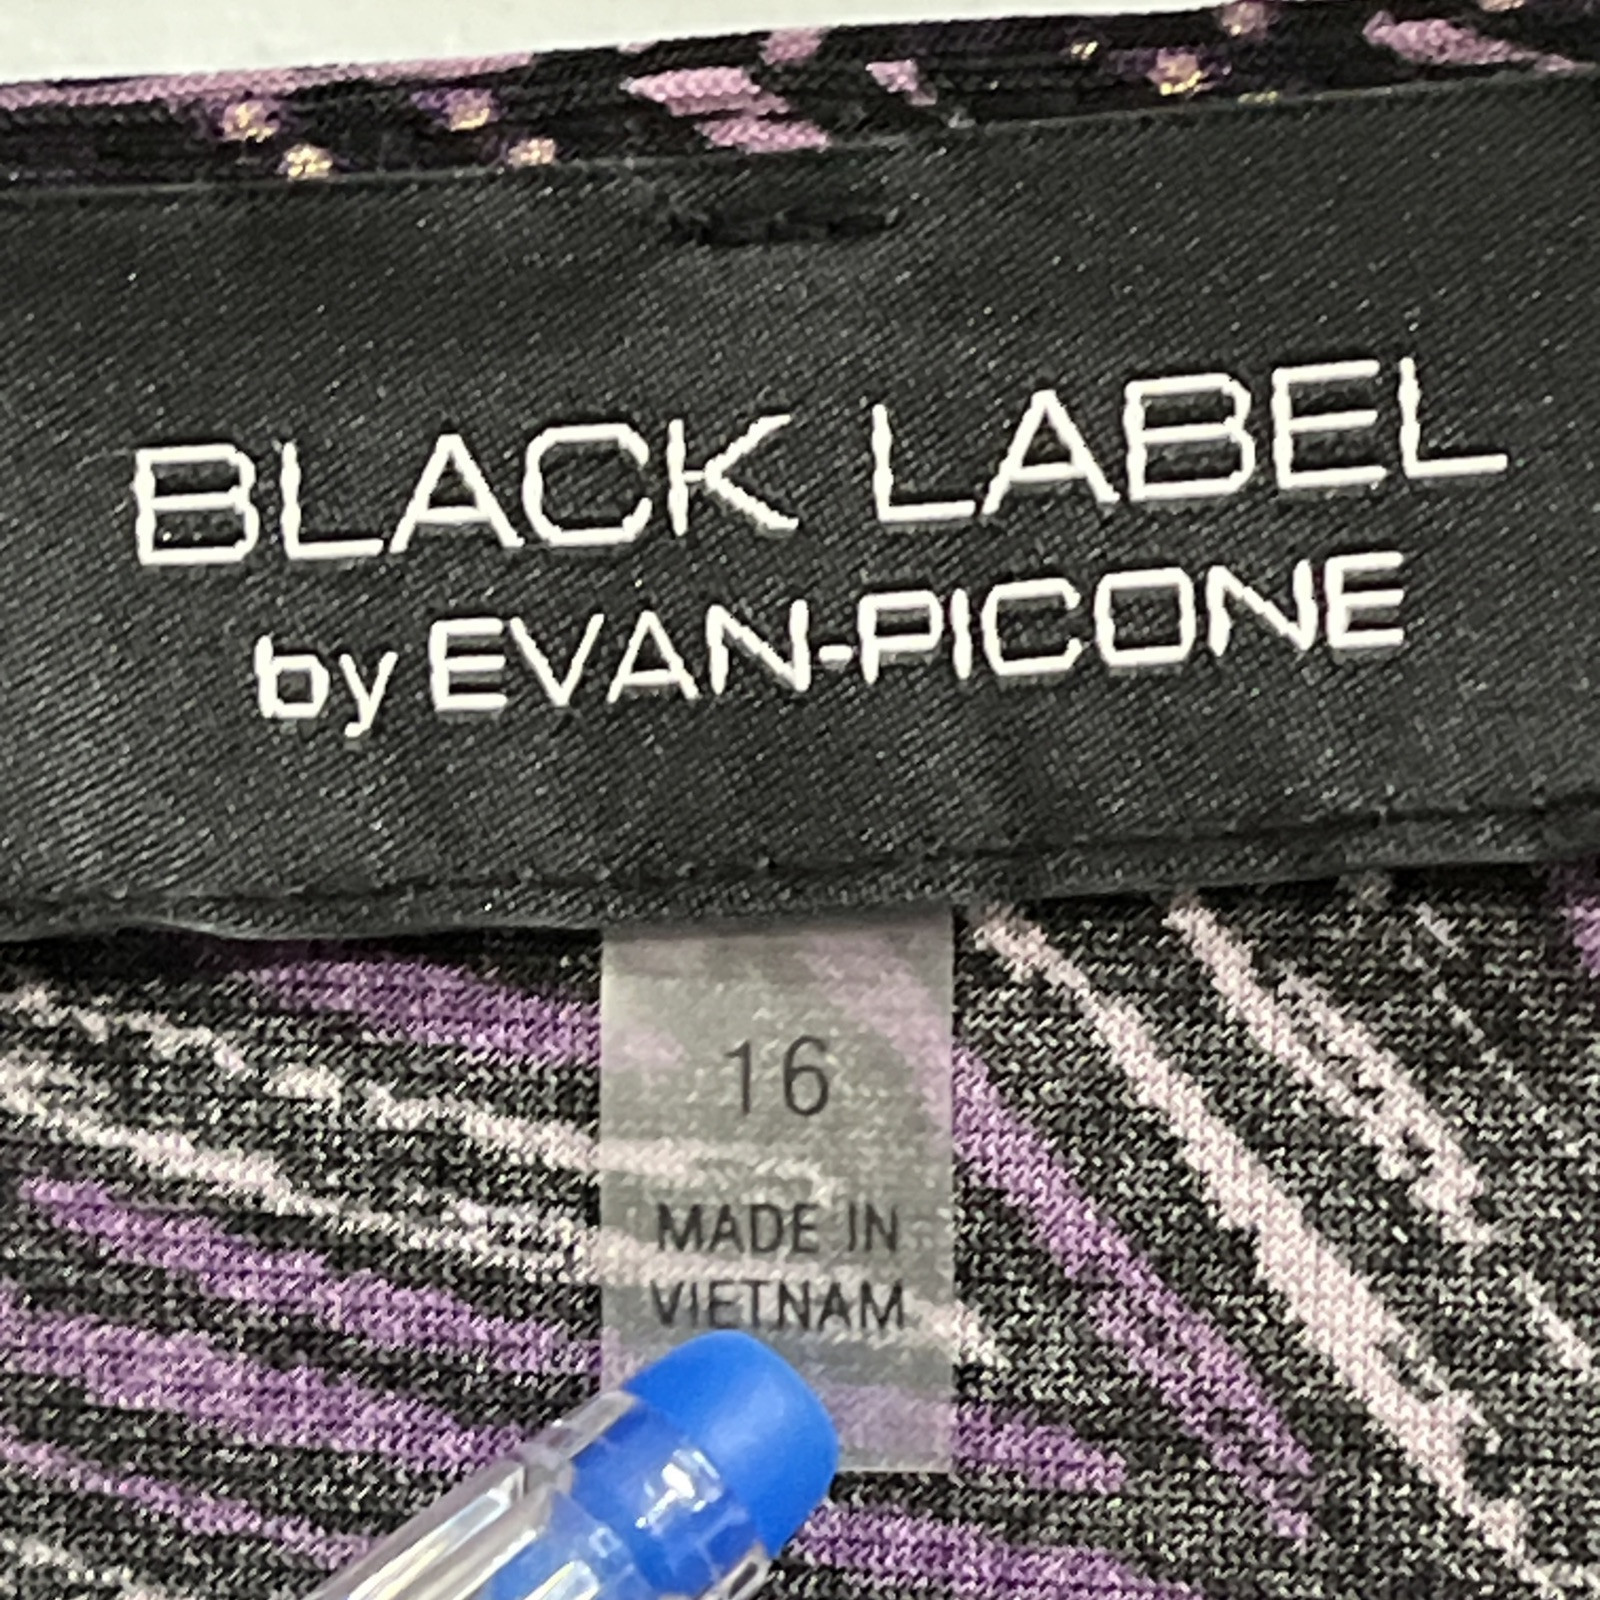 BLACK LABEL
by EVAN-PICONE
16
MADE IN
VIETNAM